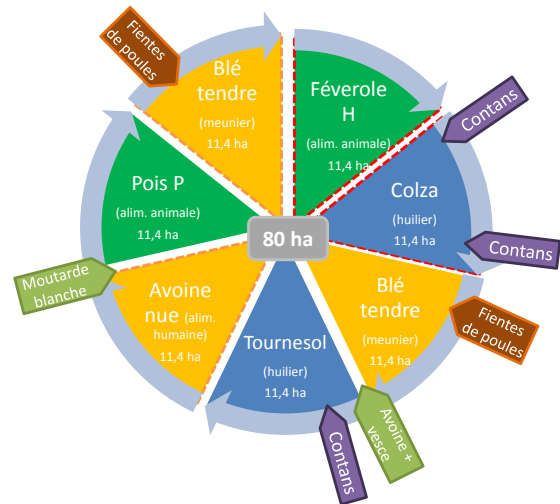 Fientes
de poules
Blé
tendre
(meunier)
11,4 ha
Féverole
H
(alim. animale)
11,4 ha
Contans
Colza
(huilier)
11,4 ha
Contans
Blé
tendre
(meunier)
11,4 ha
Fientes
de poules
Avoine +
vesce
Tournesol
(huilier)
11,4 ha
Contans
Avoine
nue (alim.
humaine)
11,4 ha
Moutarde
blanche
Pois P
(alim. animale)
11,4 ha
80 ha